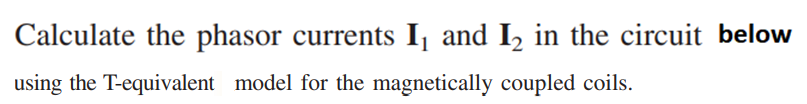 Calculate the phasor currents I₁ and I₂ in the circuit below
using the T-equivalent model for the magnetically coupled coils.